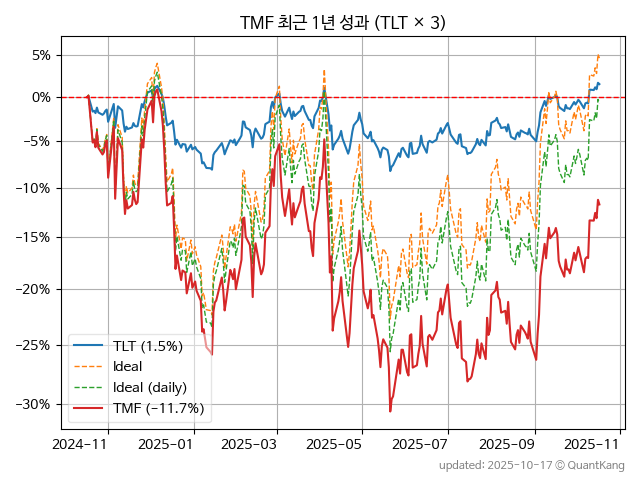 TMF 최근 1년 성과 (TLT × 3)
5%
0%
−5%
−10%
−15%
−20%
−25%
−30%
TLT (1.5%)
Ideal
Ideal (daily)
TMF (−11.7%)
2024−11 2025−01 2025−03 2025−05 2025−07 2025−09 2025−11
updated: 2025-10-17 © QuantKang